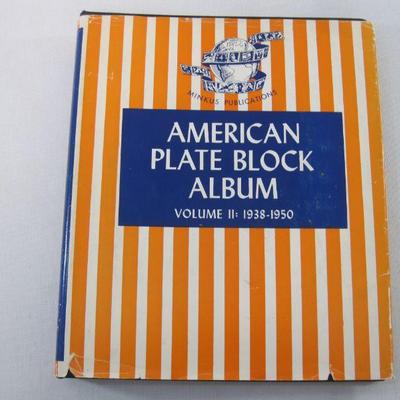 MINKUS PUBLICATIONS
AMERICAN
PLATE BLOCK
ALBUM
VOLUME II: 1938-1950